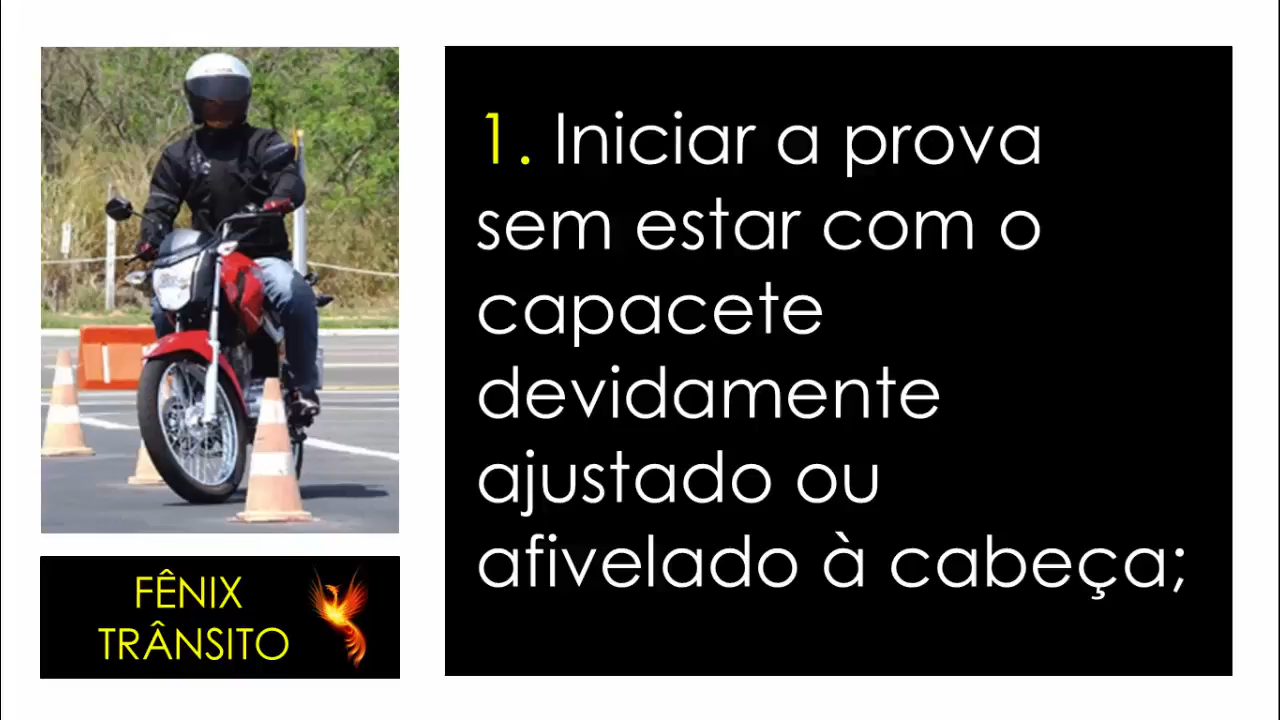 1. Iniciar a prova
sem estar com o
capacete
devidamente
ajustado ou
afivelado à cabeça;
FÊNIX
TRÂNSITO